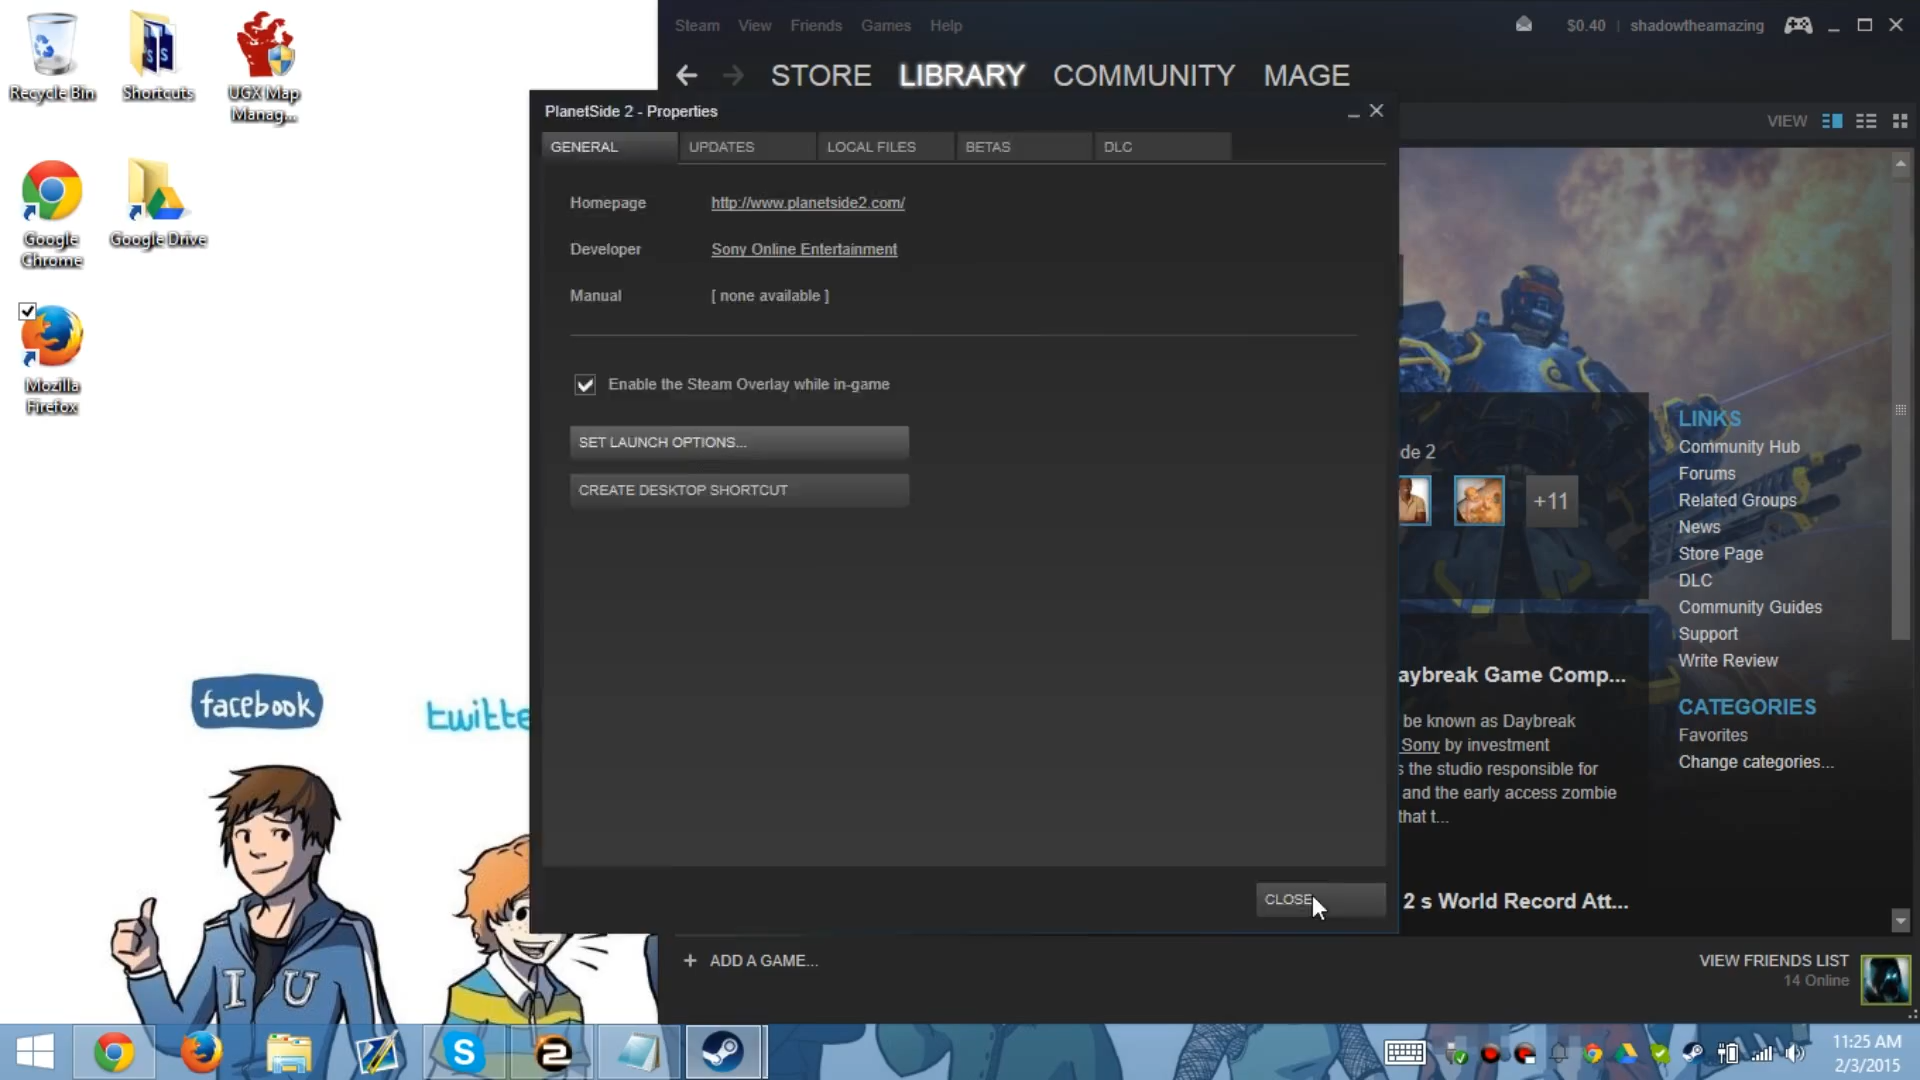 Recycle Bin
Shortcuts
UGX Map
Manag...
Google
Chrome
Google Drive
Mozilla
Firefox
facebook
twitte
I U
Steam View Friends Games Help
$0.40 | shadowtheamazing
STORE LIBRARY COMMUNITY MAGE
VIEW
PlanetSide 2 - Properties
GENERAL UPDATES LOCAL FILES BETAS DLC
Homepage http://www.planetside2.com/
Developer Sony Online Entertainment
Manual [ none available ]
Enable the Steam Overlay while in-game
SET LAUNCH OPTIONS...
CREATE DESKTOP SHORTCUT
CLOSE
de 2
+11
LINKS
Community Hub
Forums
Related Groups
News
Store Page
DLC
Community Guides
Support
Write Review
CATEGORIES
Favorites
Change categories...
aybreak Game Comp...
be known as Daybreak
Sony by investment
s the studio responsible for
and the early access zombie
that t...
2 s World Record Att...
+ ADD A GAME...
VIEW FRIENDS LIST
14 Online
11:25 AM
2/3/2015